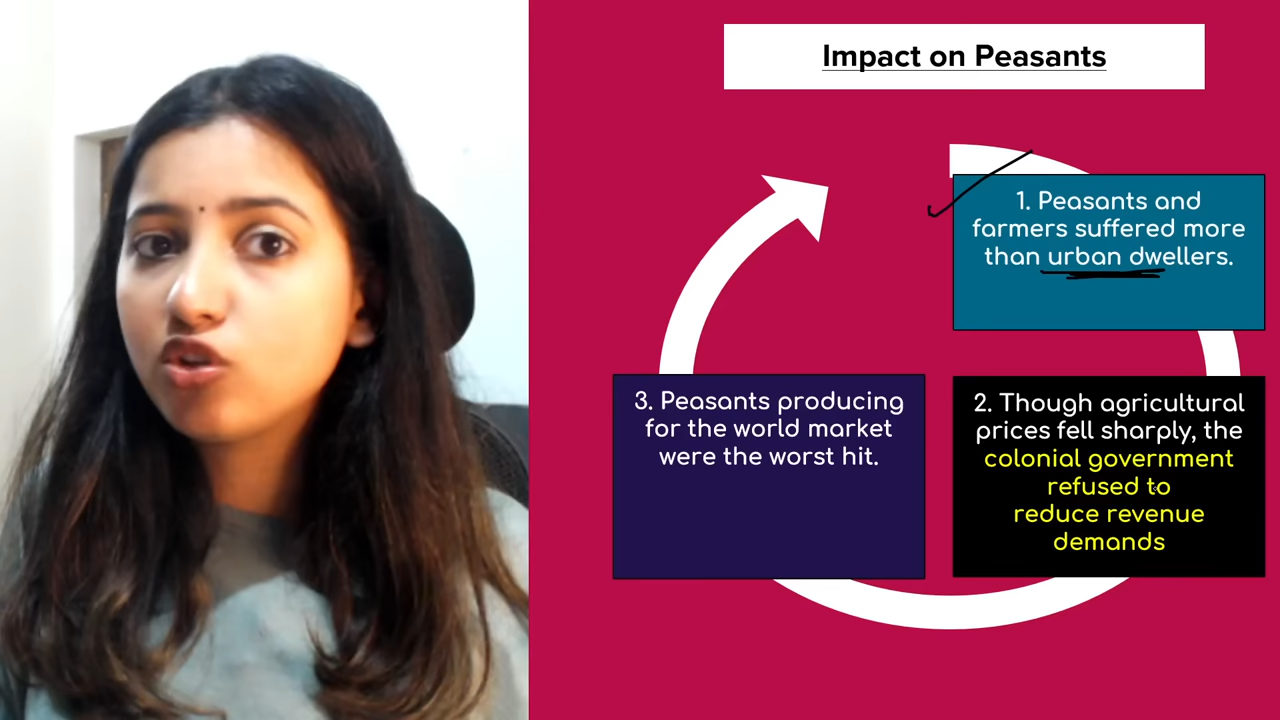 Impact on Peasants
1. Peasants and
farmers suffered more
than urban dwellers.
2. Though agricultural
prices fell sharply, the
colonial government
refused to
reduce revenue
demands
3. Peasants producing
for the world market
were the worst hit.